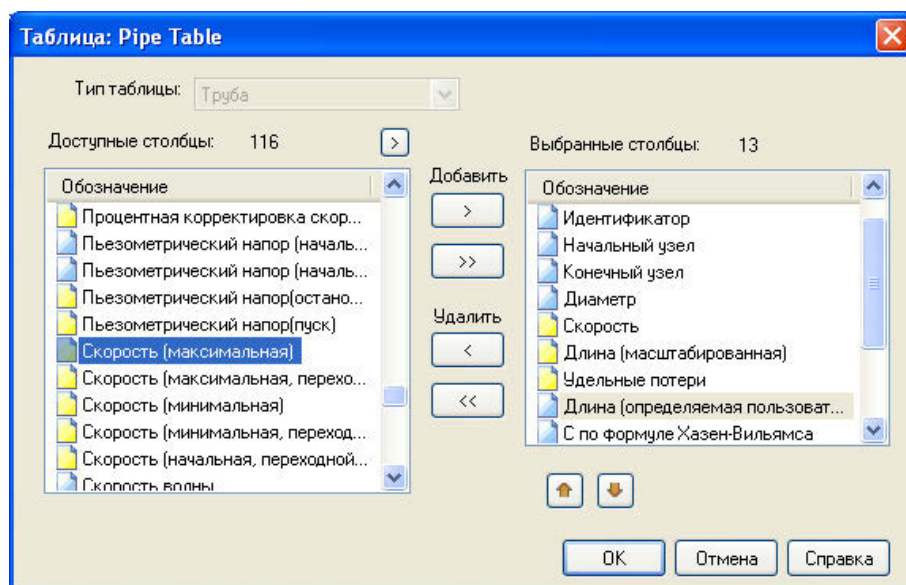 Таблица: Pipe Table
Тип таблицы: Труба
Доступные столбцы: 116 >
Обозначение
Процентная корректировка скор...
Пьезометрический напор (началь...
Пьезометрический напор (началь...
Пьезометрический напор(остано...
Пьезометрический напор(пуск)
Скорость (максимальная)
Скорость (максимальная, перехо...
Скорость (минимальная)
Скорость (минимальная, переход...
Скорость (начальная, переходной...
Скорость волны
Добавить
>
>>
Удалить
<
<<
Выбранные столбцы: 13
Обозначение
Идентификатор
Начальный узел
Конечный узел
Диаметр
Скорость
Длина (масштабированная)
Удельные потери
Длина (определяемая пользоват...
С по формуле Хазен-Вильямса
OK Отмена Справка